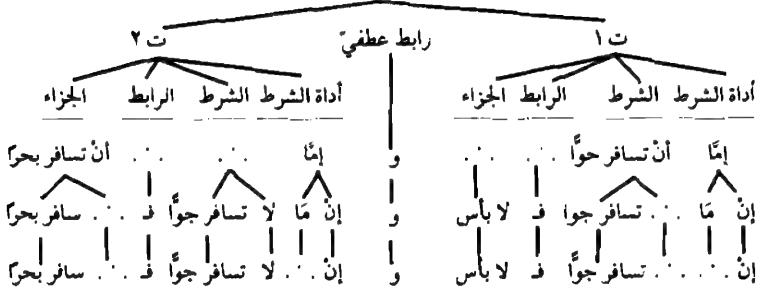 ت ١ رابط عطفيّ ت ٢
أداة الشرط الشرط الرابط الجزاء أداة الشرط الشرط الرابط الجزاء
إمَّا أنْ تسافر حوًّا ∴ ∴ و إمَّا ∴ ∴ أنْ تسافر بحرًا
إنْ مَا ∴ تسافر جوا فـ لا بأس و إنْ مَا لا تسافر جوًّا فـ ∴ سافر بحرًا
إنْ ∴ ∴ تسافر جوًّا فـ لا بأس و إنْ ∴ لا تسافر جوًّا فـ ∴ سافر بحرًا